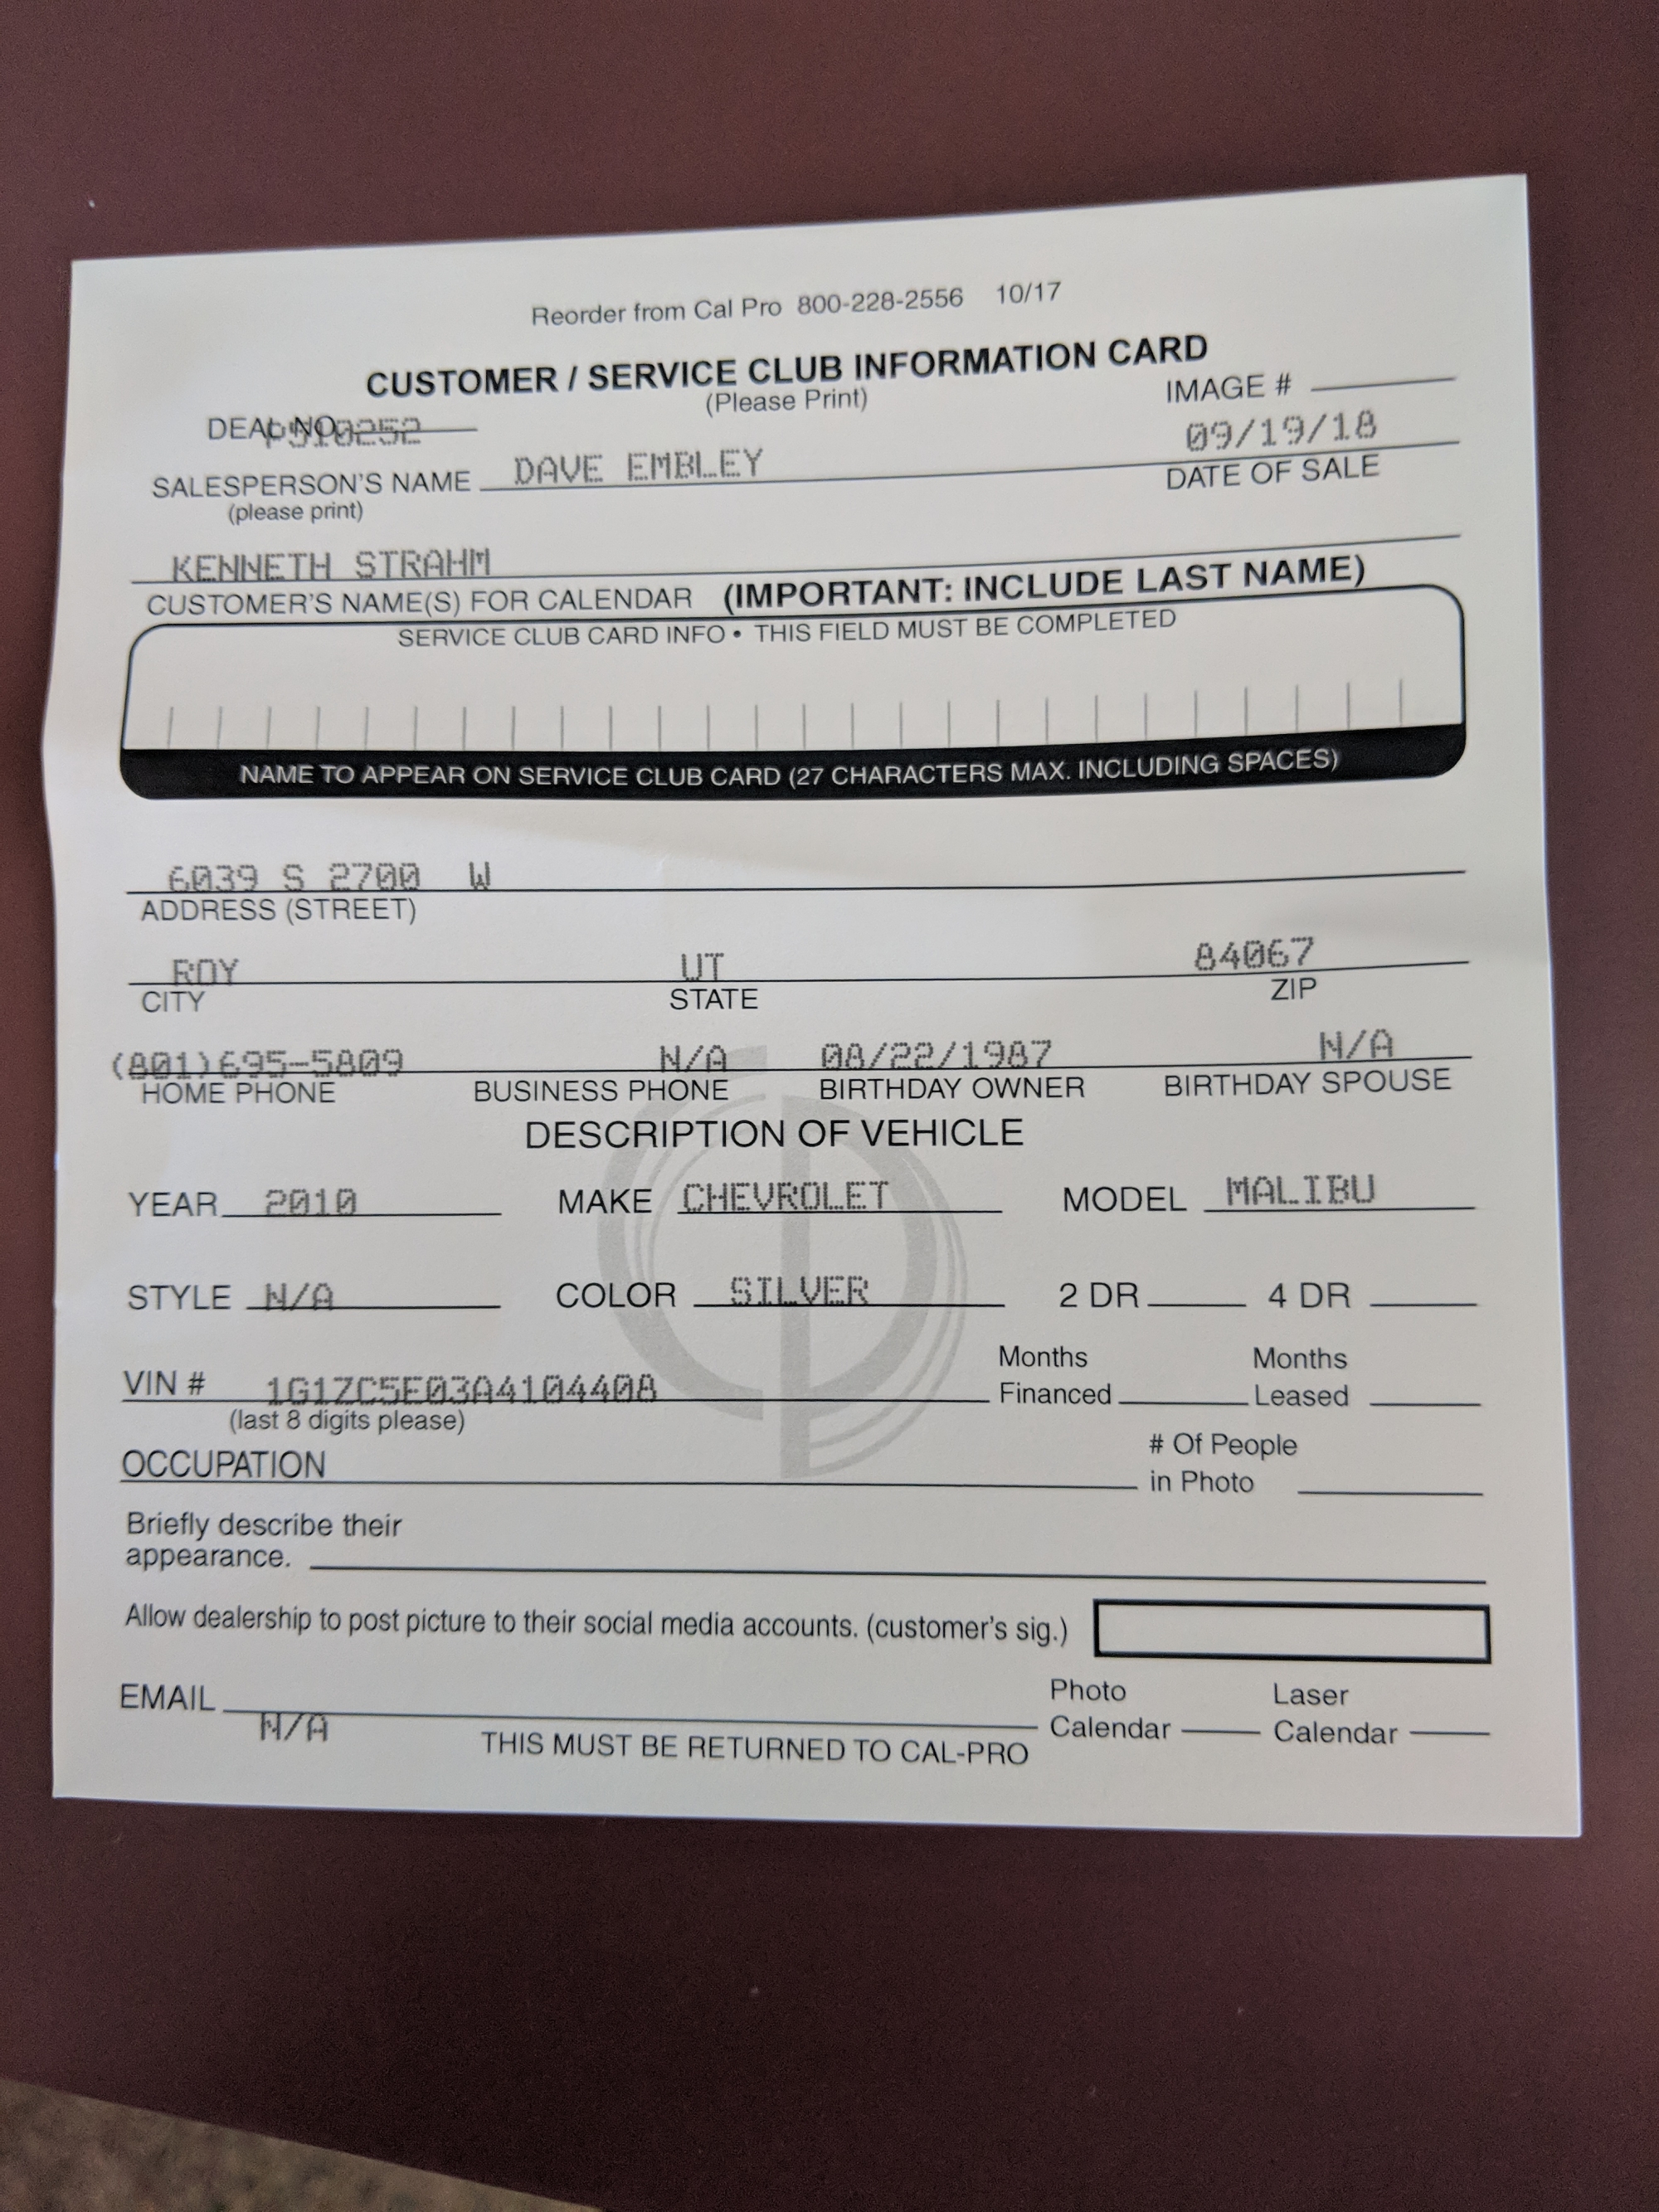 Reorder from Cal Pro 800-228-2556 10/17
CUSTOMER / SERVICE CLUB INFORMATION CARD
(Please Print)
IMAGE #
DEAL NO.
09/19/18
SALESPERSON'S NAME DAVE EMBLEY
DATE OF SALE
(please print)
KENNETH STRAHM
CUSTOMER'S NAME(S) FOR CALENDAR (IMPORTANT: INCLUDE LAST NAME)
SERVICE CLUB CARD INFO • THIS FIELD MUST BE COMPLETED
NAME TO APPEAR ON SERVICE CLUB CARD (27 CHARACTERS MAX. INCLUDING SPACES)
6039 S 2700 W
ADDRESS (STREET)
ROY UT 84067
CITY STATE ZIP
(801)695-5809 N/A 08/22/1987 N/A
HOME PHONE BUSINESS PHONE BIRTHDAY OWNER BIRTHDAY SPOUSE
DESCRIPTION OF VEHICLE
YEAR 2010 MAKE CHEVROLET MODEL MALIBU
STYLE N/A COLOR SILVER 2 DR 4 DR
Months Months
VIN # 1G1ZC5E03A4104408 Financed Leased
(last 8 digits please)
# Of People
OCCUPATION in Photo
Briefly describe their
appearance.
Allow dealership to post picture to their social media accounts. (customer's sig.)
Photo Laser
EMAIL N/A Calendar Calendar
THIS MUST BE RETURNED TO CAL-PRO